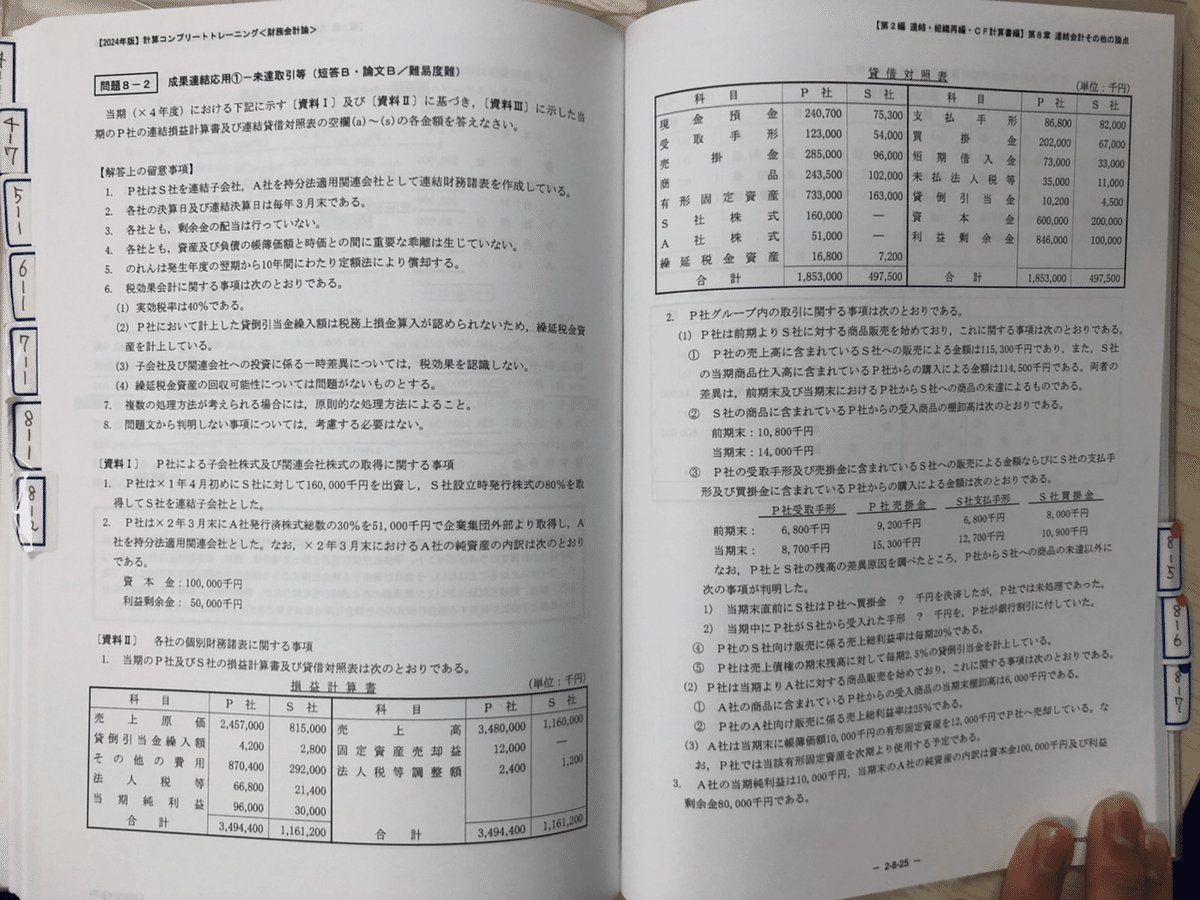 4-1
4-7
5-1
6-1
7-1
8-1
8-2
【2024年版】計算コンプリートトレーニング<財務会計論>
問題8-2 成果連結応用①-未達取引等(短答B・論文B/難易度難)
当期(×4年度)における下記に示す〔資料Ⅰ〕及び〔資料Ⅱ〕に基づき,〔資料Ⅲ〕に示した当
期のP社の連結損益計算書及び連結貸借対照表の空欄(a)~(s)の各金額を答えなさい。
【解答上の留意事項】
1. P社はS社を連結子会社,A社を持分法適用関連会社として連結財務諸表を作成している。
2. 各社の決算日及び連結決算日は毎年3月末である。
3. 各社とも,剰余金の配当は行っていない。
4. 各社とも,資産及び負債の帳簿価額と時価との間に重要な乖離は生じていない。
5. のれんは発生年度の翌期から10年間にわたり定額法により償却する。
6. 税効果会計に関する事項は次のとおりである。
(1) 実効税率は40%である。
(2) P社において計上した貸倒引当金繰入額は税務上損金算入が認められないため,繰延税金資
産を計上している。
(3) 子会社及び関連会社への投資に係る一時差異については,税効果を認識しない。
(4) 繰延税金資産の回収可能性については問題がないものとする。
7. 複数の処理方法が考えられる場合には,原則的な処理方法によること。
8. 問題文から判明しない事項については,考慮する必要はない。
〔資料Ⅰ〕 P社による子会社株式及び関連会社株式の取得に関する事項
1. P社は×1年4月初めにS社に対して160,000千円を出資し,S社設立時発行株式の80%を取
得してS社を連結子会社とした。
2. P社は×2年3月末にA社発行済株式総数の30%を51,000千円で企業集団外部より取得し,A
社を持分法適用関連会社とした。なお,×2年3月末におけるA社の純資産の内訳は次のとおり
である。
資 本 金:100,000千円
利益剰余金: 50,000千円
〔資料Ⅱ〕 各社の個別財務諸表に関する事項
1. 当期のP社及びS社の損益計算書及び貸借対照表は次のとおりである。
損益計算書 (単位:千円)
科 目 P 社 S 社 科 目 P 社 S 社
売上原価 2,457,000 815,000 売上高 3,480,000 1,160,000
貸倒引当金繰入額 4,200 2,800 固定資産売却益 12,000 —
その他の費用 870,400 292,000 法人税等調整額 2,400 1,200
法人税等 66,800 21,400
当期純利益 96,000 30,000
合 計 3,494,400 1,161,200 合 計 3,494,400 1,161,200
【第2編 連結・組織再編・CF計算書編】第8章 連結会計その他の論点
貸借対照表 (単位:千円)
科 目 P 社 S 社 科 目 P 社 S 社
現金預金 240,700 75,300 支払手形 86,800 82,000
受取手形 123,000 54,000 買掛金 202,000 67,000
売掛金 285,000 96,000 短期借入金 73,000 33,000
商品 243,500 102,000 未払法人税等 35,000 11,000
有形固定資産 733,000 163,000 貸倒引当金 10,200 4,500
S社株式 160,000 — 資本金 600,000 200,000
A社株式 51,000 — 利益剰余金 846,000 100,000
繰延税金資産 16,800 7,200
合 計 1,853,000 497,500 合 計 1,853,000 497,500
2. P社グループ内の取引に関する事項は次のとおりである。
(1) P社は前期よりS社に対する商品販売を始めており,これに関する事項は次のとおりである。
① P社の売上高に含まれているS社への販売による金額は115,300千円であり,また,S社
の当期商品仕入高に含まれているP社からの購入による金額は114,500千円である。両者の
差異は,前期末及び当期末におけるP社からS社への商品の未達によるものである。
② S社の商品に含まれているP社からの受入商品の棚卸高は次のとおりである。
前期末:10,800千円
当期末:14,000千円
③ P社の受取手形及び売掛金に含まれているS社への販売による金額ならびにS社の支払手
形及び買掛金に含まれているP社からの購入による金額は次のとおりである。
P社受取手形 P社売掛金 S社支払手形 S社買掛金
前期末: 6,800千円 9,200千円 6,800千円 8,000千円
当期末: 8,700千円 15,300千円 12,700千円 10,900千円
なお,P社とS社の残高の差異原因を調べたところ,P社からS社への商品の未達以外に
次の事項が判明した。
1) 当期末直前にS社はP社へ買掛金 ? 千円を決済したが,P社では未処理であった。
2) 当期中にP社がS社から受入れた手形 ? 千円を,P社が銀行割引に付していた。
④ P社のS社向け販売に係る売上総利益率は毎期20%である。
⑤ P社は売上債権の期末残高に対して毎期2.5%の貸倒引当金を計上している。
(2) P社は当期よりA社に対する商品販売を始めており,これに関する事項は次のとおりである。
① A社の商品に含まれているP社からの受入商品の当期末棚卸高は6,000千円である。
② P社のA社向け販売に係る売上総利益率は25%である。
(3) A社は当期末に帳簿価額10,000千円の有形固定資産を12,000千円でP社へ売却している。な
お,P社では当該有形固定資産を次期より使用する予定である。
3. A社の当期純利益は10,000千円,当期末のA社の純資産の内訳は資本金100,000千円及び利益
剰余金80,000千円である。
— 2-8-25 —
8-5
8-6
8-7